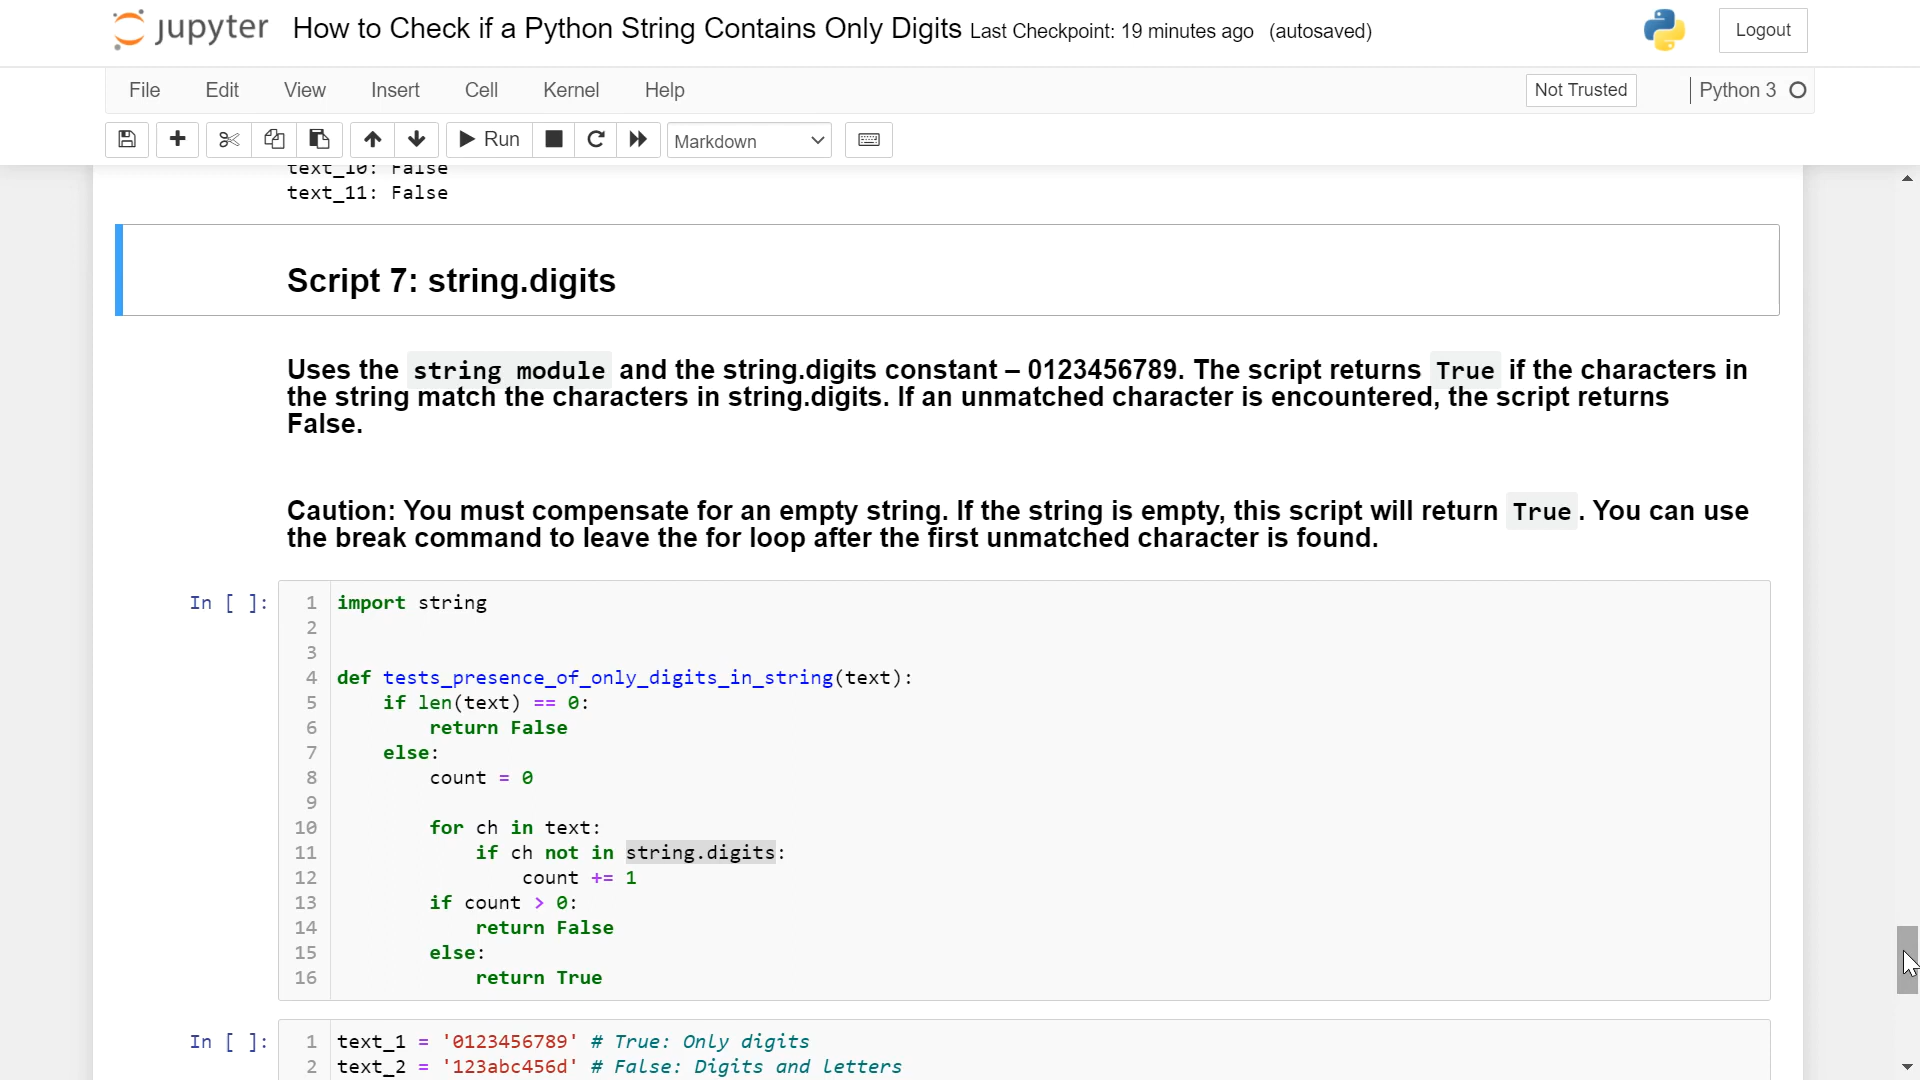 jupyter How to Check if a Python String Contains Only Digits Last Checkpoint: 19 minutes ago (autosaved) Logout
File Edit View Insert Cell Kernel Help Not Trusted Python 3
Run Markdown
text_10: False
text_11: False
Script 7: string.digits
Uses the string module and the string.digits constant – 0123456789. The script returns True if the characters in
the string match the characters in string.digits. If an unmatched character is encountered, the script returns
False.
Caution: You must compensate for an empty string. If the string is empty, this script will return True. You can use
the break command to leave the for loop after the first unmatched character is found.
In [ ]: 1 import string
2
3
4 def tests_presence_of_only_digits_in_string(text):
5     if len(text) == 0:
6         return False
7     else:
8         count = 0
9
10         for ch in text:
11             if ch not in string.digits:
12                 count += 1
13         if count > 0:
14             return False
15         else:
16             return True
In [ ]: 1 text_1 = '0123456789' # True: Only digits
2 text_2 = '123abc456d' # False: Digits and letters